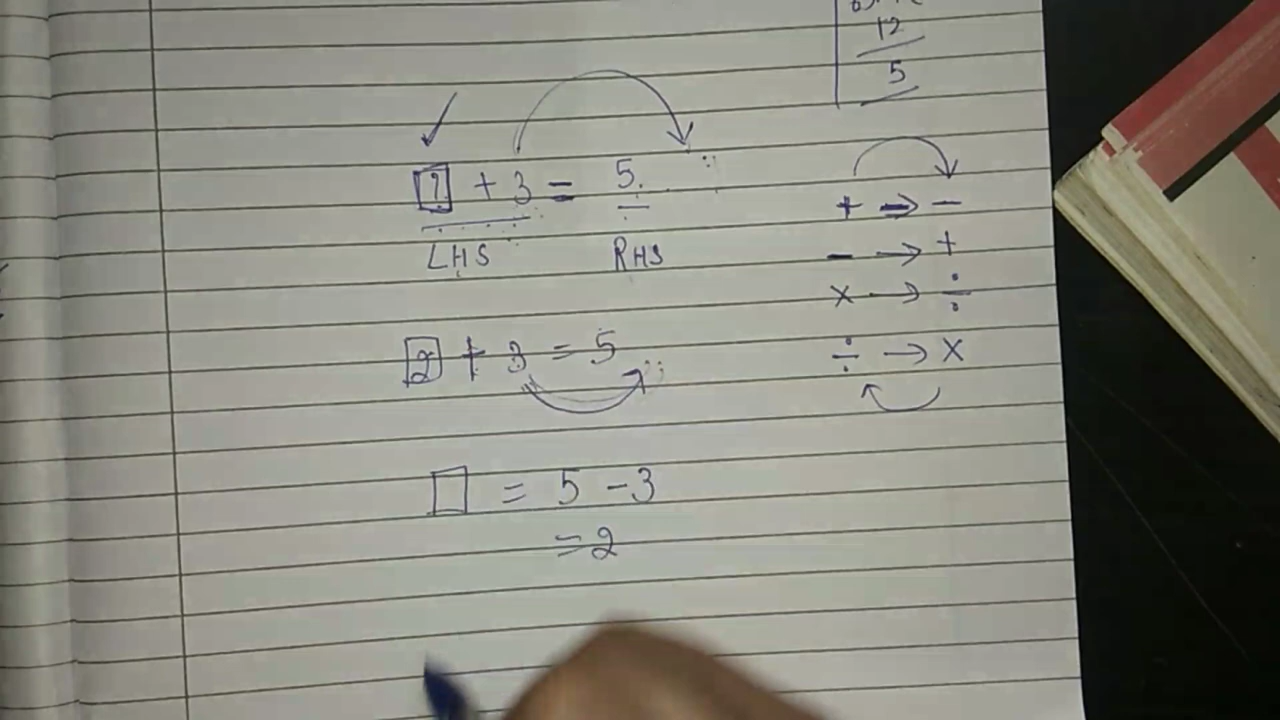 12
5
? + 3 = 5.
LHS RHS
2 + 3 = 5
□ = 5 - 3
= 2
+ ⇒ -
- → +
× → ÷
÷ → ×